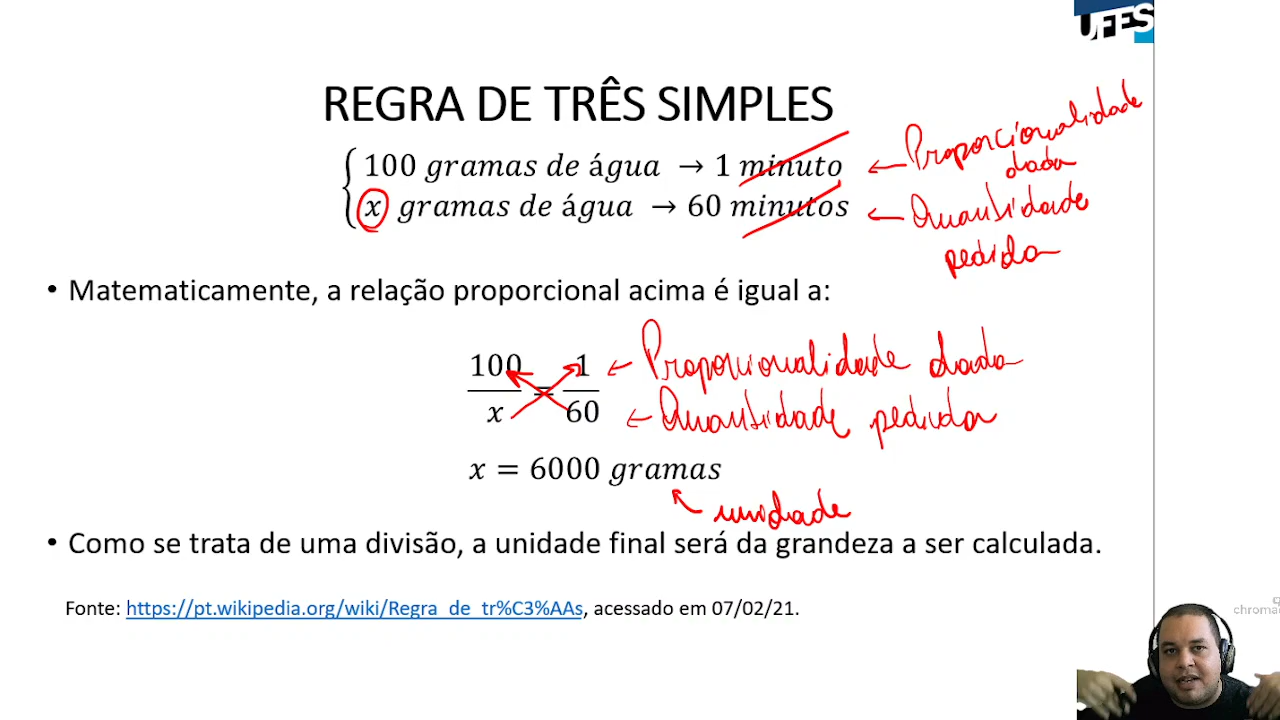 UFES
REGRA DE TRÊS SIMPLES
100 gramas de água → 1 minuto ← Proporcionalidade
dada
x gramas de água → 60 minutos ← Quantidade
pedida
• Matematicamente, a relação proporcional acima é igual a:
100/x = 1/60
← Proporcionalidade dada
← Quantidade pedida
x = 6000 gramas
unidade
• Como se trata de uma divisão, a unidade final será da grandeza a ser calculada.
Fonte: https://pt.wikipedia.org/wiki/Regra_de_tr%C3%AAs, acessado em 07/02/21.